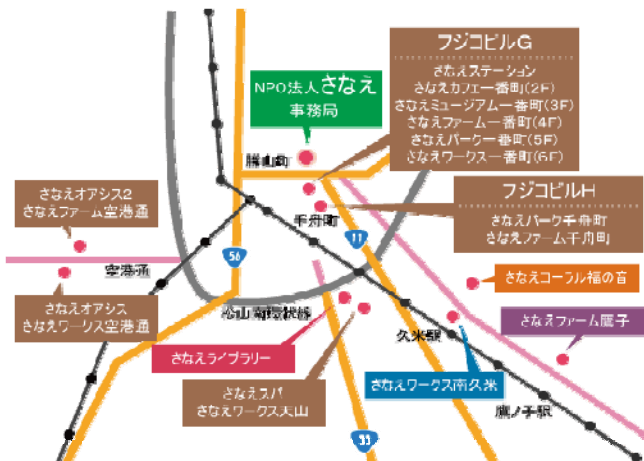 フジコビルG
さなえステーション
さなえカフェ一番町(2F)
さなえミュージアム一番町(3F)
さなえファーム一番町(4F)
さなえパーク一番町(5F)
さなえワークス一番町(6F)
NPO法人さなえ
事務局
勝山町
フジコビルH
さなえパーク千舟町
さなえファーム千舟町
さなえオアシス2
さなえファーム空港通
千舟町
11
56
空港通
さなえオアシス
さなえワークス空港通
松山南環状線
さなえコーラル福の音
さなえファーム鷹子
久米駅
さなえライブラリー
さなえワークス南久米
さなえスパ
さなえワークス天山
鷹ノ子駅
33